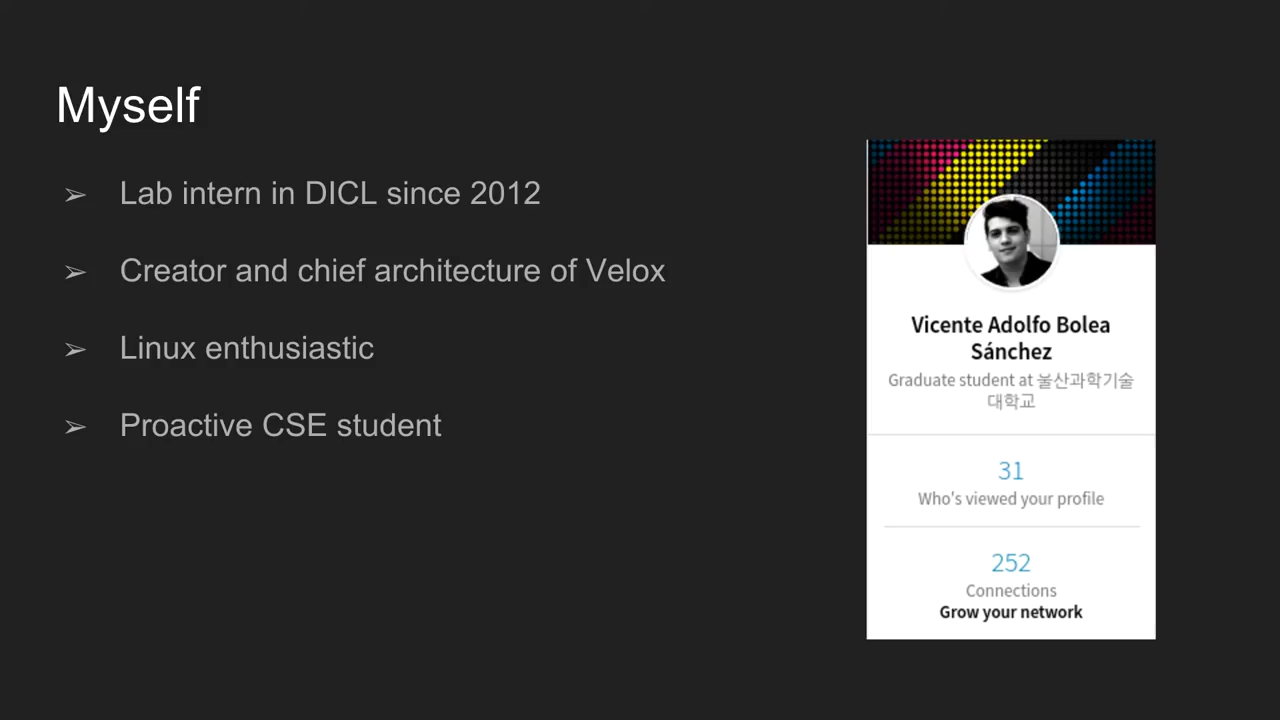 Myself
➢ Lab intern in DICL since 2012
➢ Creator and chief architecture of Velox
➢ Linux enthusiastic
➢ Proactive CSE student
Vicente Adolfo Bolea
Sánchez
Graduate student at 울산과학기술
대학교
31
Who's viewed your profile
252
Connections
Grow your network